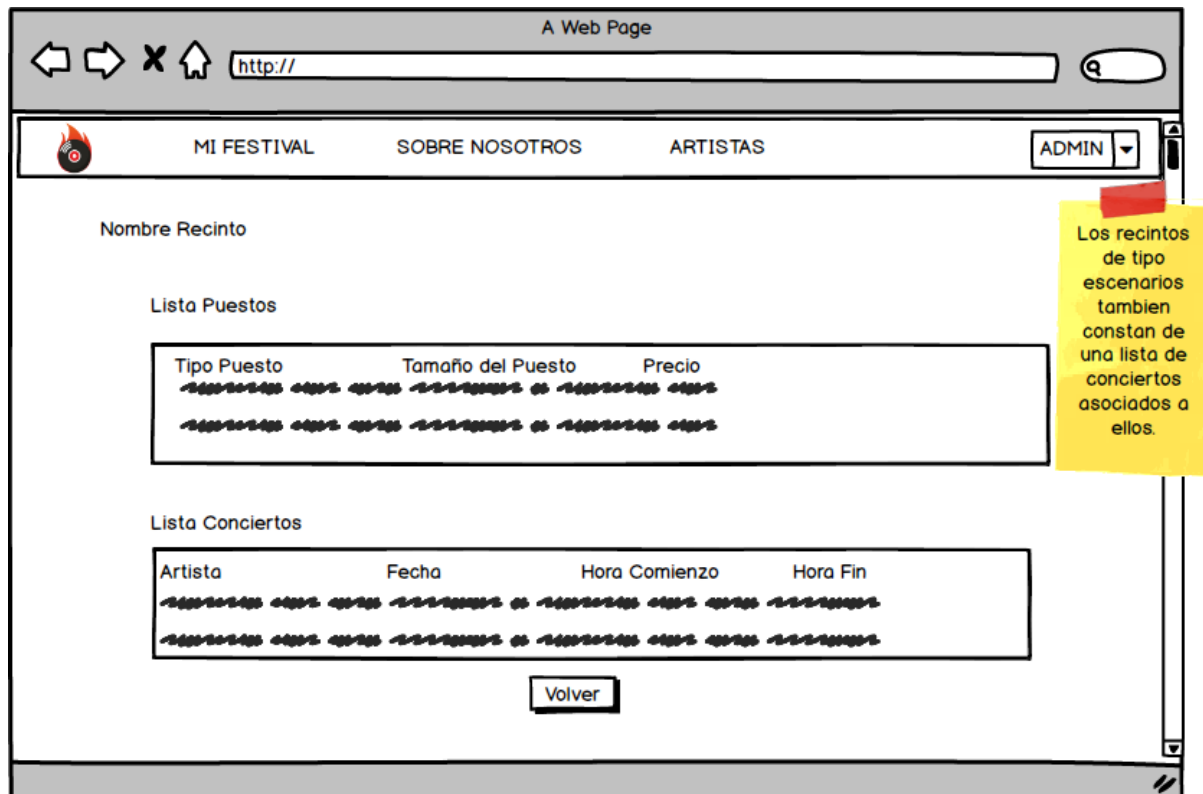 A Web Page
http://
MI FESTIVAL SOBRE NOSOTROS ARTISTAS ADMIN
Nombre Recinto
Los recintos
de tipo
escenarios
tambien
constan de
una lista de
conciertos
asociados a
ellos.
Lista Puestos
Tipo Puesto Tamaño del Puesto Precio
Lista Conciertos
Artista Fecha Hora Comienzo Hora Fin
Volver